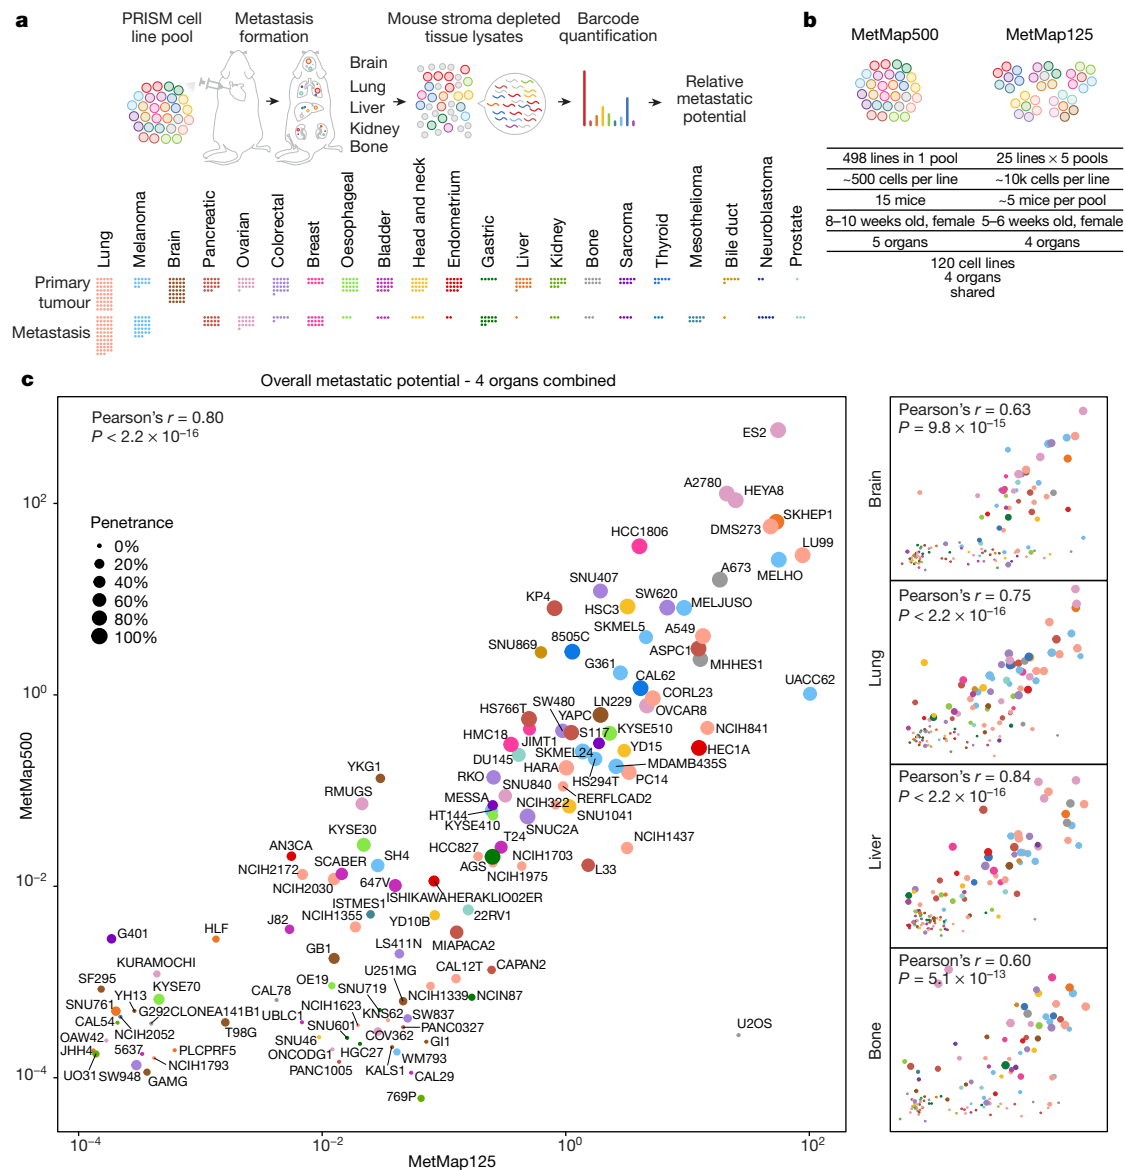 a
PRISM cell
line pool
Metastasis
formation
Mouse stroma depleted
tissue lysates
Barcode
quantification
Brain
Lung
Liver
Kidney
Bone
Relative
metastatic
potential
Lung
Melanoma
Brain
Pancreatic
Ovarian
Colorectal
Breast
Oesophageal
Bladder
Head and neck
Endometrium
Gastric
Liver
Kidney
Bone
Sarcoma
Thyroid
Mesothelioma
Bile duct
Neuroblastoma
Prostate
Primary
tumour
Metastasis
b
MetMap500 MetMap125
498 lines in 1 pool 25 lines × 5 pools
~500 cells per line ~10k cells per line
15 mice ~5 mice per pool
8–10 weeks old, female 5–6 weeks old, female
5 organs 4 organs
120 cell lines
4 organs
shared
c
Overall metastatic potential - 4 organs combined
Pearson's r = 0.80
P < 2.2 × 10⁻¹⁶
Penetrance
0%
20%
40%
60%
80%
100%
MetMap500
10²
10⁰
10⁻²
10⁻⁴
ES2
A2780
HEYA8
SKHEP1
DMS273
HCC1806
LU99
A673
MELHO
SNU407
SW620
KP4
HSC3
MELJUSO
SKMEL5
A549
SNU869
8505C
ASPC1
MHHES1
G361
CAL62
UACC62
CORL23
SW480
LN229
OVCAR8
HS766T
YAPC
S117
KYSE510
NCIH841
HMC18
JIMT1
SKMEL24
YD15
HEC1A
DU145
HARA
MDAMB435S
YKG1
RKO
HS294T
PC14
SNU840
RMUGS
MESSA
NCIH322
RERFLCAD2
HT144
SNU1041
KYSE410
SNUC2A
KYSE30
T24
NCIH1437
AN3CA
SH4
HCC827
NCIH1703
NCIH2172
SCABER
AGS
NCIH1975
L33
NCIH2030
647V
ISHIKAWAHERAKLIO02ER
ISTMES1
NCIH1355
YD10B
22RV1
J82
MIAPACA2
G401
HLF
GB1
LS411N
KURAMOCHI
U251MG
CAL12T
CAPAN2
SF295
KYSE70
OE19
SNU719
NCIH1339
NCIN87
YH13
CAL78
SNU761
G292CLONEA141B1
NCIH1623
KNS62
SW837
CAL54
UBLC1
U2OS
NCIH2052
T98G
SNU601
COV362
PANC0327
OAW42
SNU46
GI1
JHH4
5637
PLCPRF5
ONCODG1
HGC27
WM793
NCIH1793
PANC1005
KALS1
CAL29
UO31
SW948
GAMG
769P
10⁻⁴ 10⁻² 10⁰ 10²
MetMap125
Brain
Pearson's r = 0.63
P = 9.8 × 10⁻¹⁵
Lung
Pearson's r = 0.75
P < 2.2 × 10⁻¹⁶
Liver
Pearson's r = 0.84
P < 2.2 × 10⁻¹⁶
Bone
Pearson's r = 0.60
P = 5.1 × 10⁻¹³